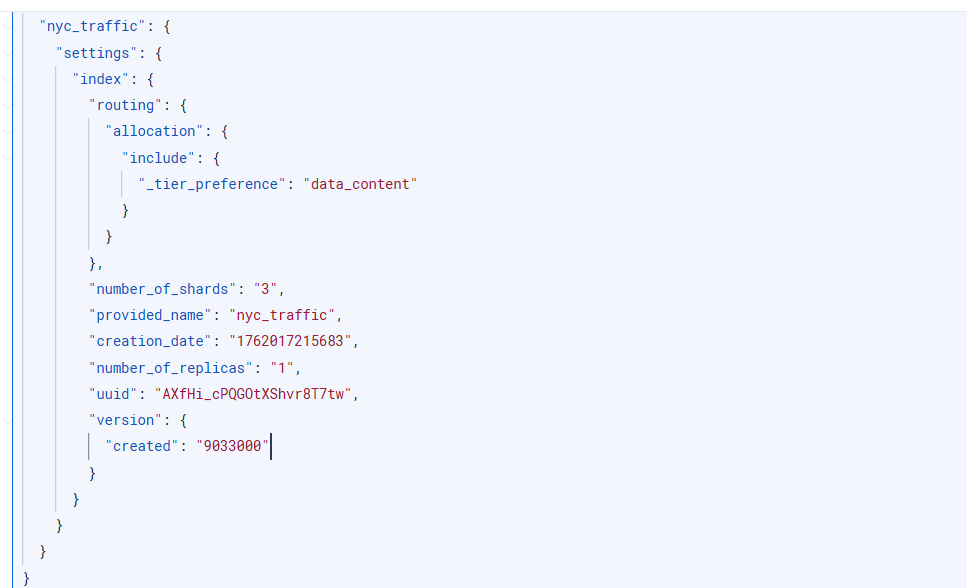 "nyc_traffic": {
"settings": {
"index": {
"routing": {
"allocation": {
"include": {
"_tier_preference": "data_content"
}
}
},
"number_of_shards": "3",
"provided_name": "nyc_traffic",
"creation_date": "1762017215683",
"number_of_replicas": "1",
"uuid": "AXfHi_cPQGOtXShvr8T7tw",
"version": {
"created": "9033000"
}
}
}
}
}